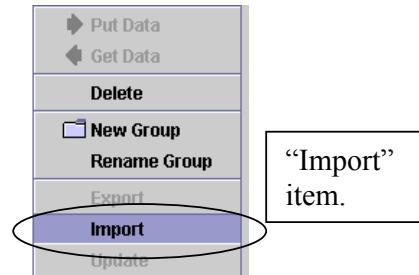 Put Data
Get Data
Delete
New Group
Rename Group
Export
Import
Update
“Import”
item.